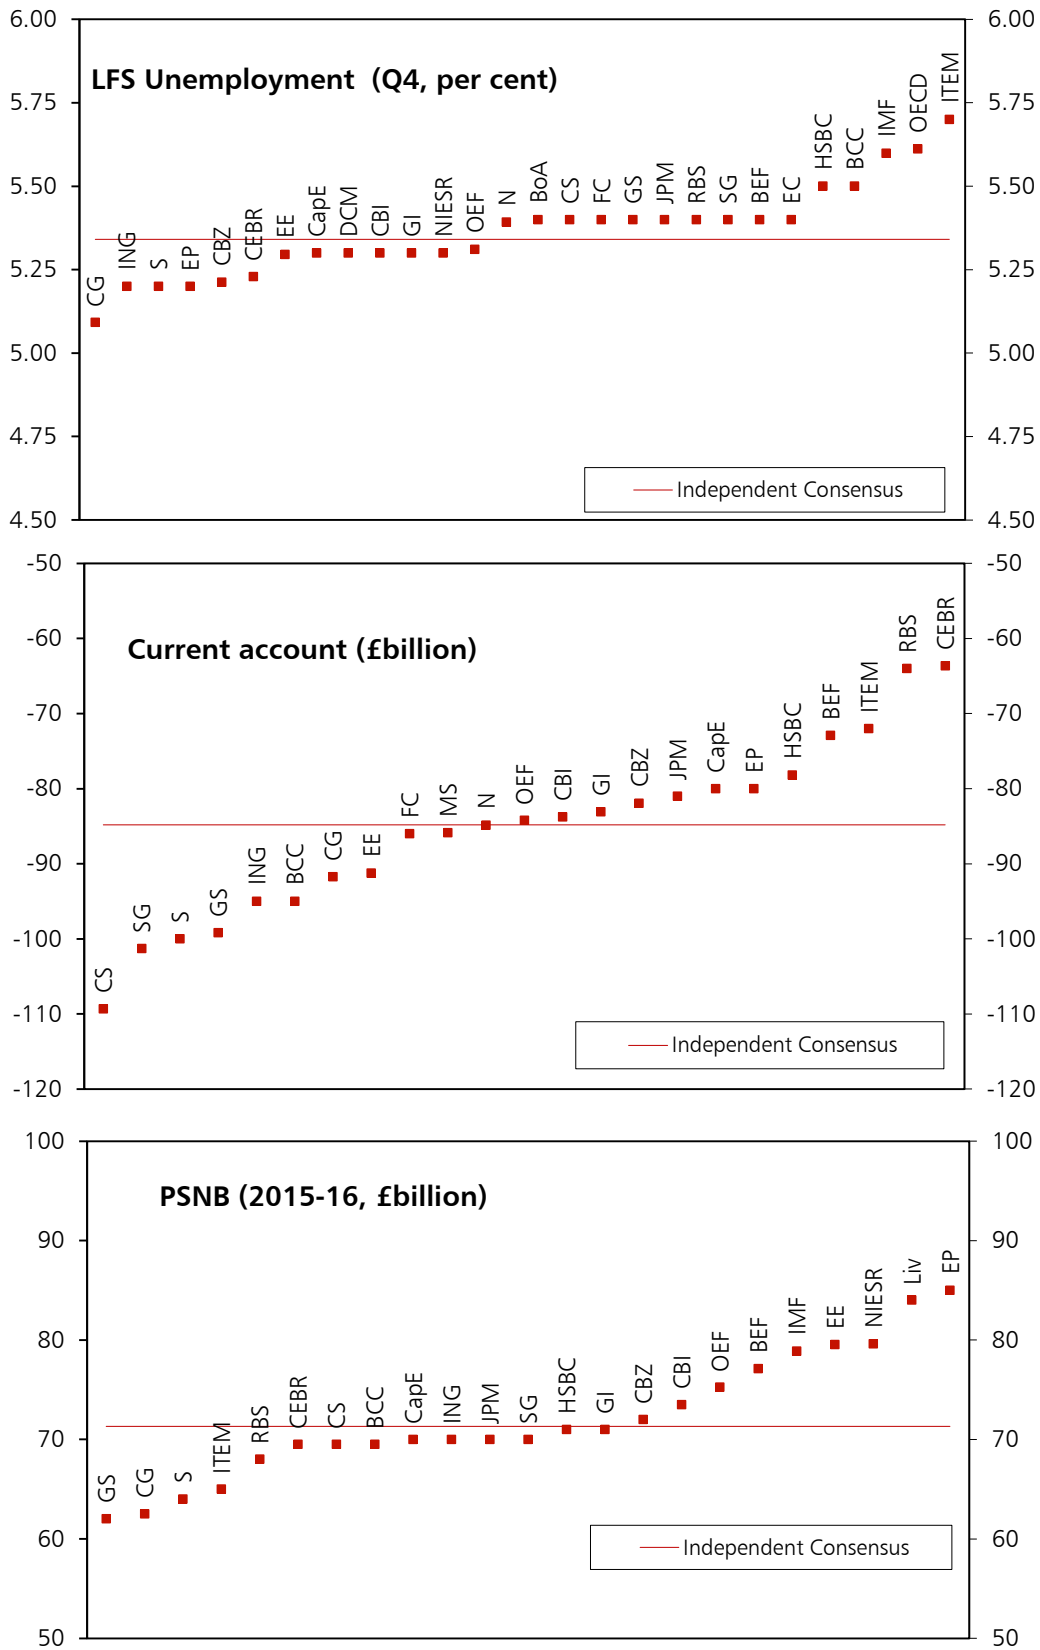 LFS Unemployment (Q4, per cent)
6.00 6.00
5.75 5.75
5.50 5.50
5.25 5.25
5.00 5.00
4.75 4.75
4.50 4.50
CG ING S EP CBZ CEBR EE CapE DCM CBI GI NIESR OEF N BoA CS FC GS JPM RBS SG BEF EC HSBC BCC IMF OECD ITEM
Independent Consensus
Current account (£billion)
-50 -50
-60 -60
-70 -70
-80 -80
-90 -90
-100 -100
-110 -110
-120 -120
CS SG S GS ING BCC CG EE FC MS N OEF CBI GI CBZ JPM CapE EP HSBC BEF ITEM RBS CEBR
Independent Consensus
PSNB (2015-16, £billion)
100 100
90 90
80 80
70 70
60 60
50 50
GS CG S ITEM RBS CEBR CS BCC CapE ING JPM SG HSBC GI CBZ CBI OEF BEF IMF EE NIESR Liv EP
Independent Consensus